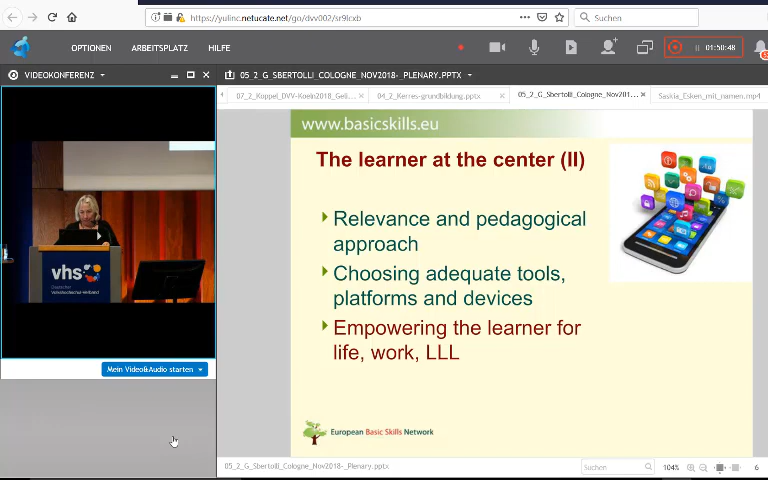 https://yulinc.netucate.net/go/dvv002/sr9lcxb
Suchen
OPTIONEN
ARBEITSPLATZ
HILFE
01:50:48
VIDEOKONFERENZ
05_2_G_SBERTOLLI_COLOGNE_NOV2018-_PLENARY.PPTX
07_2_Koppel_DVV-Koeln2018_Gell...
04_2_Kerres-grundbildung.pptx
05_2_G_Sbertolli_Cologne_Nov201...
Saskia_Esken_mit_namen.mp4
www.basicskills.eu
The learner at the center (II)
Relevance and pedagogical
approach
Choosing adequate tools,
platforms and devices
Empowering the learner for
life, work, LLL
European Basic Skills Network
vhs
Deutscher
Volkshochschul-Verband
Mein Video&Audio starten
05_2_G_Sbertolli_Cologne_Nov2018-_Plenary.pptx
Suchen
104%
6